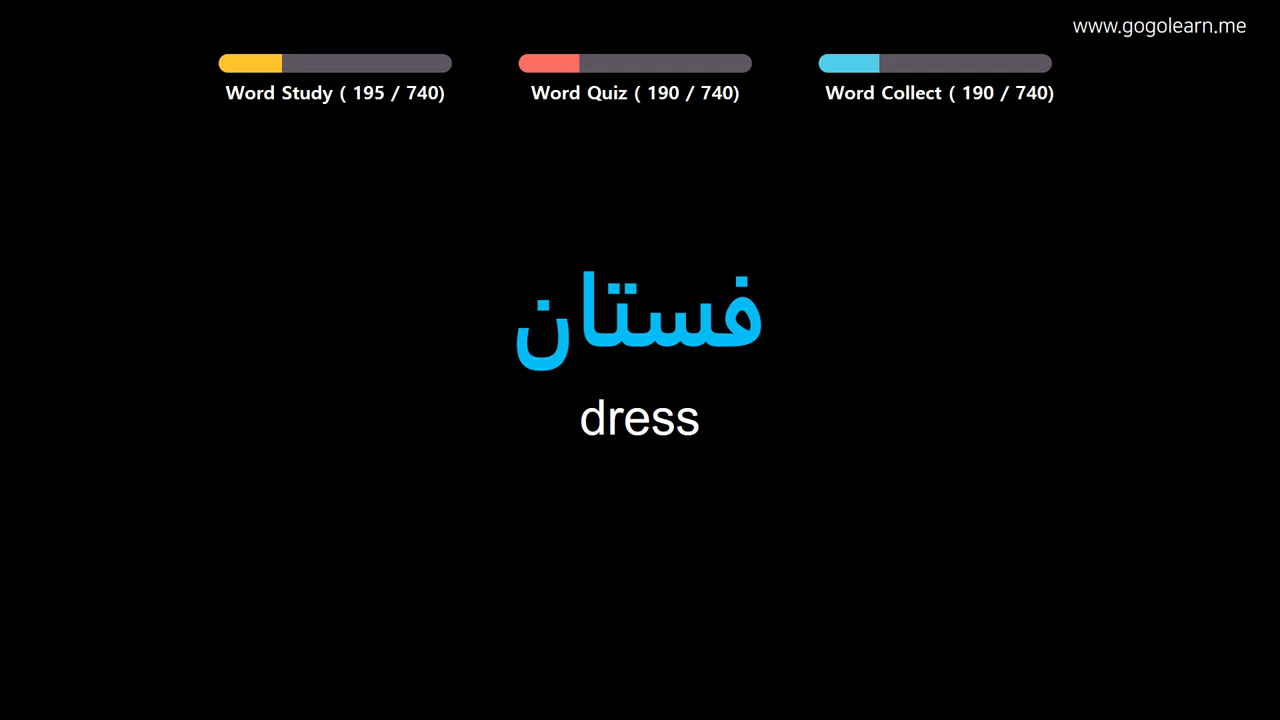 www.gogolearn.me
Word Study ( 195 / 740)
Word Quiz ( 190 / 740)
Word Collect ( 190 / 740)
فستان
dress